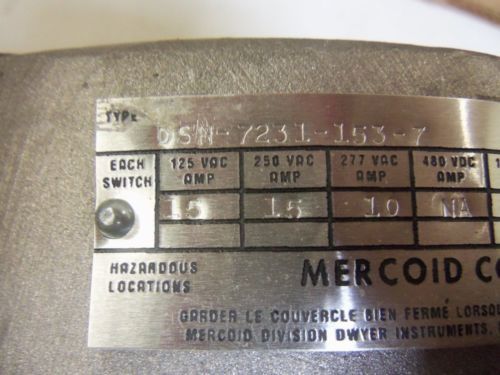 TYPE DSN-7231-153-7
EACH SWITCH 125 VAC AMP 250 VAC AMP 277 VAC AMP 480 VAC AMP 1
15 15 10 NA
HAZARDOUS MERCOID CO
LOCATIONS
GARDER LE COUVERCLE BIEN FERMÉ LORSQ
MERCOID DIVISION DWYER INSTRUMENTS,